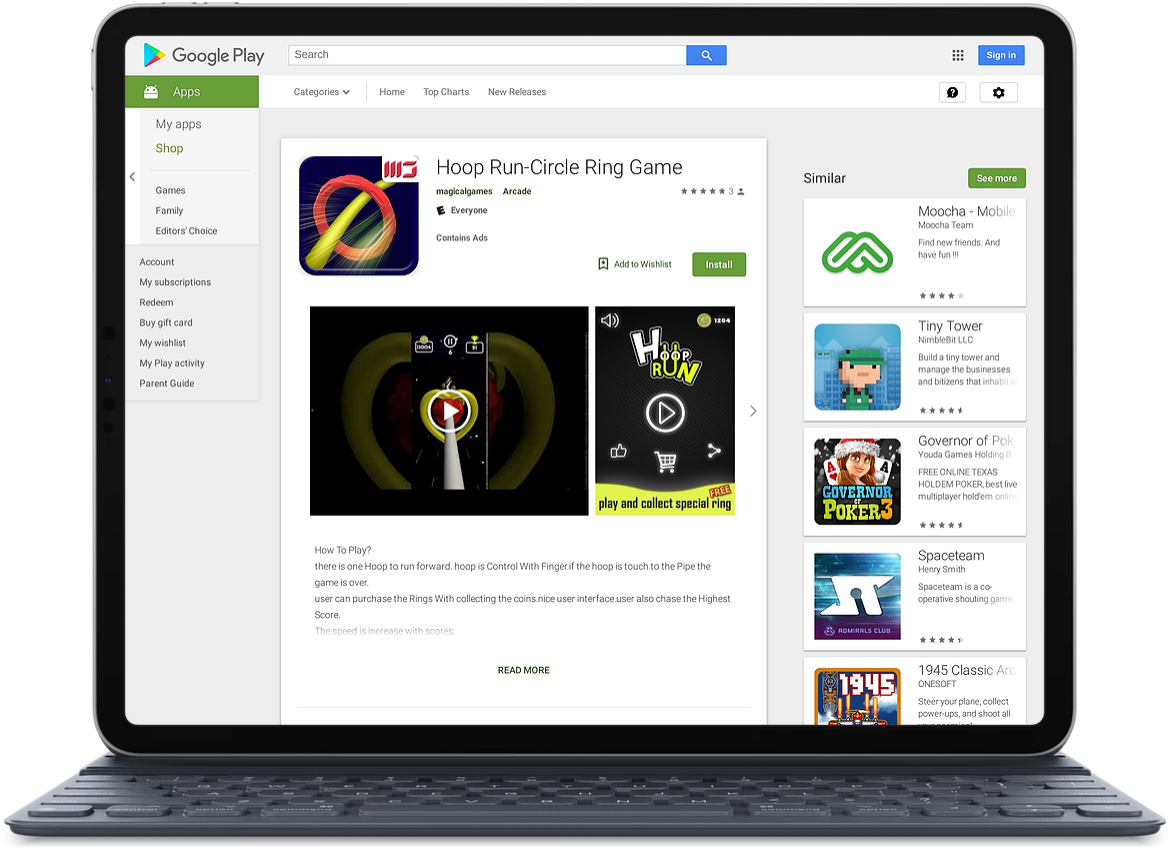 Google Play
Search
Sign in
Apps
Categories
Home
Top Charts
New Releases
My apps
Shop
Games
Family
Editors' Choice
Account
My subscriptions
Redeem
Buy gift card
My wishlist
My Play activity
Parent Guide
Hoop Run-Circle Ring Game
magicalgames Arcade
3
Everyone
Contains Ads
Add to Wishlist
Install
1204
HOOP
RUN
FREE
play and collect special ring
How To Play?
there is one Hoop to run forward. hoop is Control With Finger.if the hoop is touch to the Pipe the
game is over.
user can purchase the Rings With collecting the coins.nice user interface.user also chase the Highest
Score.
The speed is increase with scores.
READ MORE
Similar
See more
Moocha - Mobile
Moocha Team
Find new friends. And
have fun !!!
Tiny Tower
NimbleBit LLC
Build a tiny tower and
manage the businesses
and bitizens that inhabit it
Governor of Pok
Youda Games Holding B.
FREE ONLINE TEXAS
HOLDEM POKER, best live
multiplayer hold'em online
A A
GOVERNOR
OF
POKER 3
Spaceteam
Henry Smith
Spaceteam is a co-
operative shouting game
ADMIRALS CLUB
1945 Classic Arc
ONESOFT
Steer your plane, collect
power-ups, and shoot all
1945